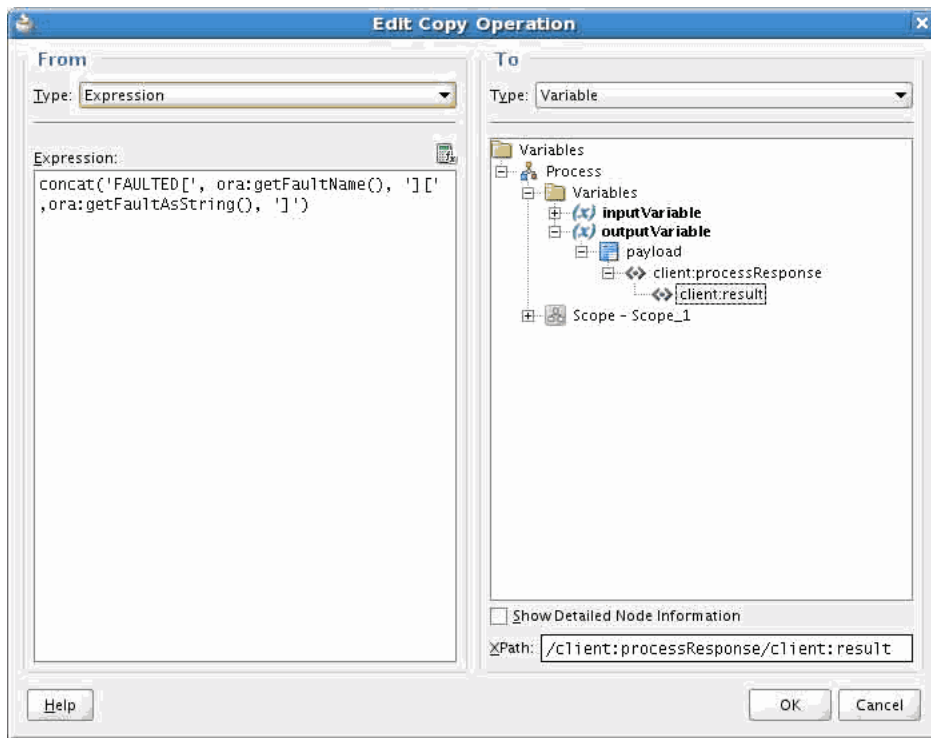 Edit Copy Operation
From
Type: Expression
Expression:
concat('FAULTED[', ora:getFaultName(), ']['
,ora:getFaultAsString(), ']')
To
Type: Variable
Variables
Process
Variables
(x) inputVariable
(x) outputVariable
payload
client:processResponse
client:result
Scope - Scope_1
Show Detailed Node Information
XPath: /client:processResponse/client:result
Help
OK
Cancel